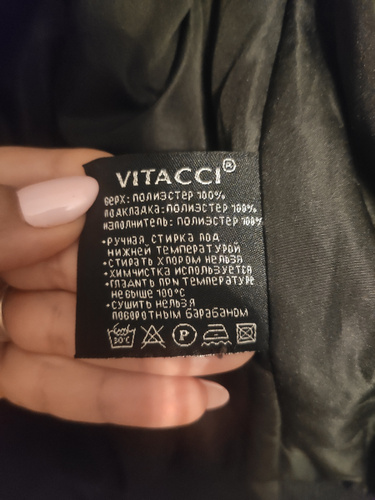 VITACCI®
верх: полиэстер 100%
подкладка: полиэстер 100%
наполнитель: полиэстер 100%
•РУЧНАЯ СТИРКА ПОД
НИЖНЕЙ ТЕМПЕРАТУРОЙ
•СТИРАТЬ ХЛОРОМ НЕЛЬЗЯ
•ХИМЧИСТКА ИСПОЛЬЗУЕТСЯ
•ГЛАДИТЬ ПРИ ТЕМПЕРАТУРЕ
НЕ ВЫШЕ 100°C
•СУШИТЬ НЕЛЬЗЯ
ПОВОРОТНЫМ БАРАБАНОМ
30°C P